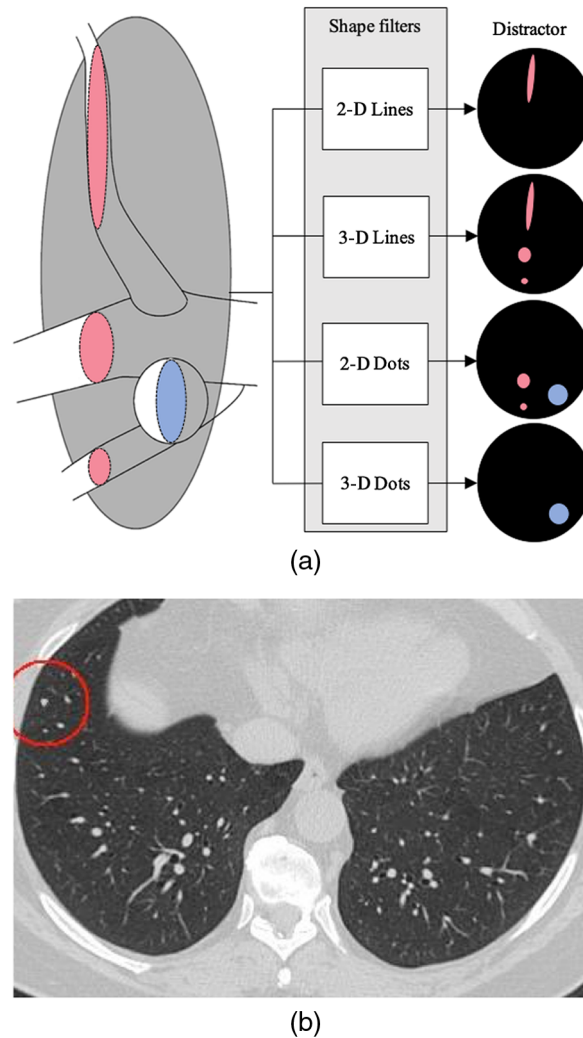 Shape filters
Distractor
2-D Lines
3-D Lines
2-D Dots
3-D Dots
(a)
(b)